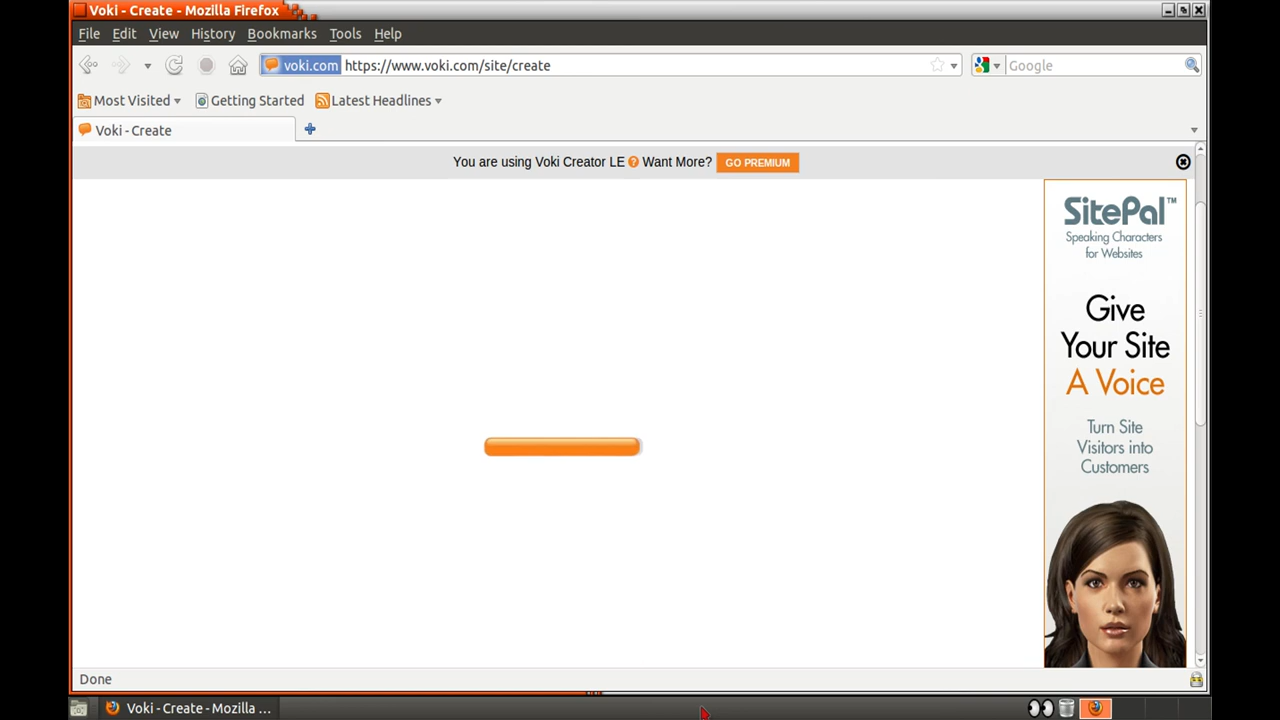 Voki - Create - Mozilla Firefox
File Edit View History Bookmarks Tools Help
voki.com https://www.voki.com/site/create
Google
Most Visited Getting Started Latest Headlines
Voki - Create
You are using Voki Creator LE ? Want More? GO PREMIUM
SitePal™
Speaking Characters
for Websites
Give
Your Site
A Voice
Turn Site
Visitors into
Customers
Done
Voki - Create - Mozilla ...